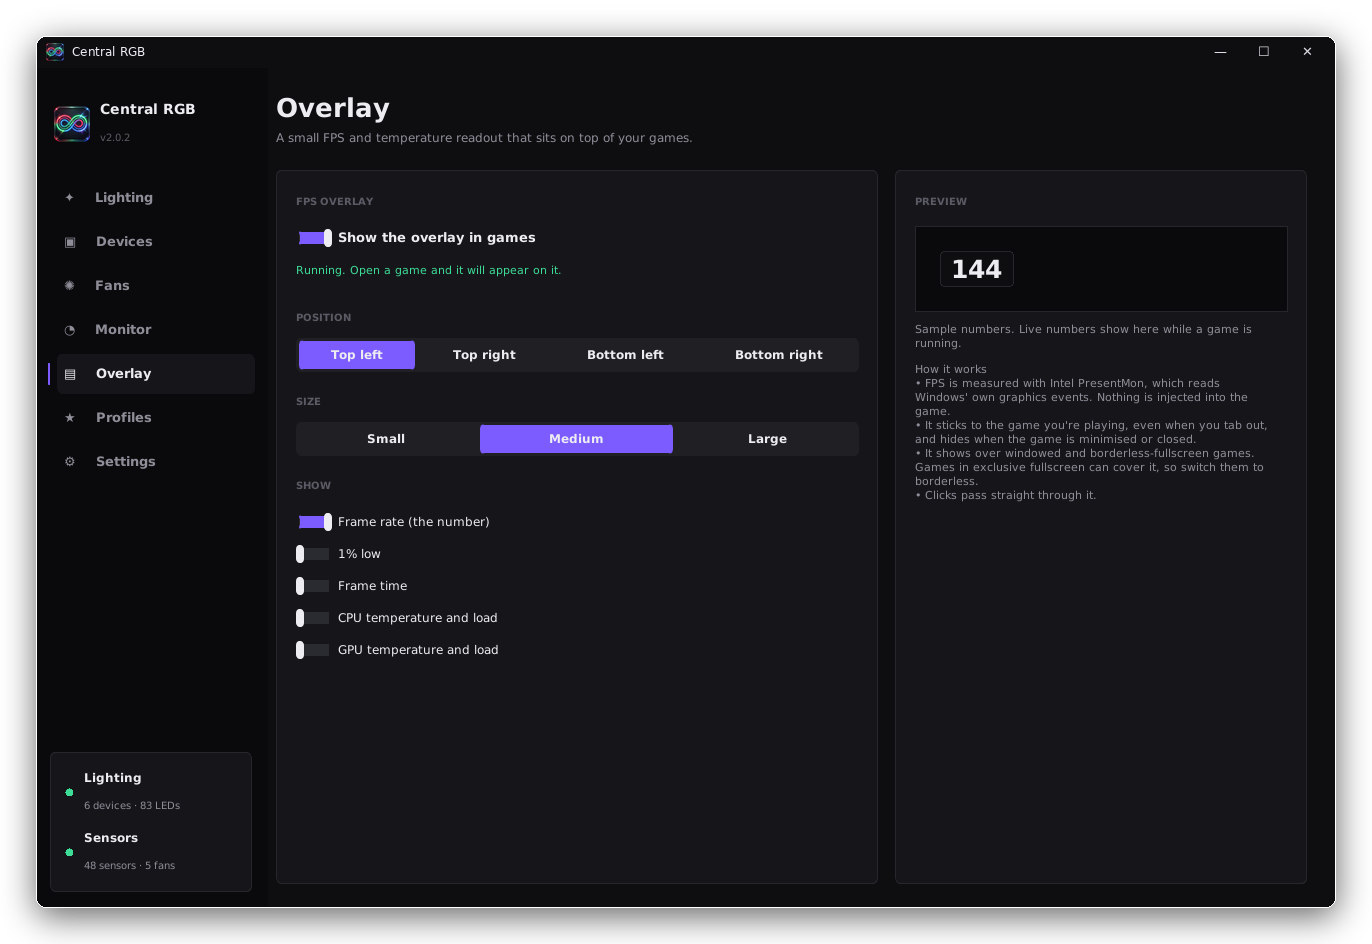 Central RGB
Central RGB
v2.0.2
Lighting
Devices
Fans
Monitor
Overlay
Profiles
Settings
Lighting
6 devices · 83 LEDs
Sensors
48 sensors · 5 fans
Overlay
A small FPS and temperature readout that sits on top of your games.
FPS OVERLAY
Show the overlay in games
Running. Open a game and it will appear on it.
POSITION
Top left Top right Bottom left Bottom right
SIZE
Small Medium Large
SHOW
Frame rate (the number)
1% low
Frame time
CPU temperature and load
GPU temperature and load
PREVIEW
144
Sample numbers. Live numbers show here while a game is
running.
How it works
• FPS is measured with Intel PresentMon, which reads
Windows' own graphics events. Nothing is injected into the
game.
• It sticks to the game you're playing, even when you tab out,
and hides when the game is minimised or closed.
• It shows over windowed and borderless-fullscreen games.
Games in exclusive fullscreen can cover it, so switch them to
borderless.
• Clicks pass straight through it.